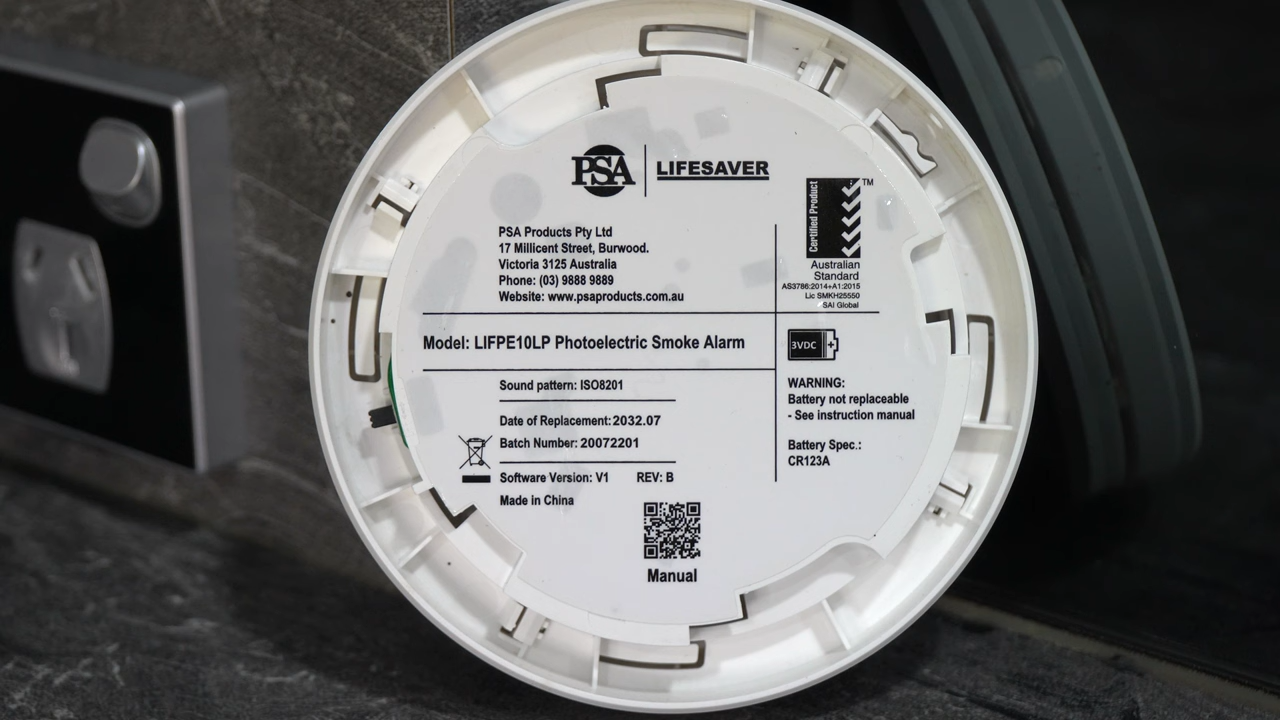 PSA LIFESAVER
Certified Product
TM
Australian
Standard
AS3786:2014+A1:2015
Lic SMKH25550
SAI Global
PSA Products Pty Ltd
17 Millicent Street, Burwood.
Victoria 3125 Australia
Phone: (03) 9888 9889
Website: www.psaproducts.com.au
Model: LIFPE10LP Photoelectric Smoke Alarm
3VDC +
Sound pattern: ISO8201
Date of Replacement: 2032.07
Batch Number: 20072201
Software Version: V1 REV: B
Made in China
WARNING:
Battery not replaceable
- See instruction manual
Battery Spec.:
CR123A
Manual